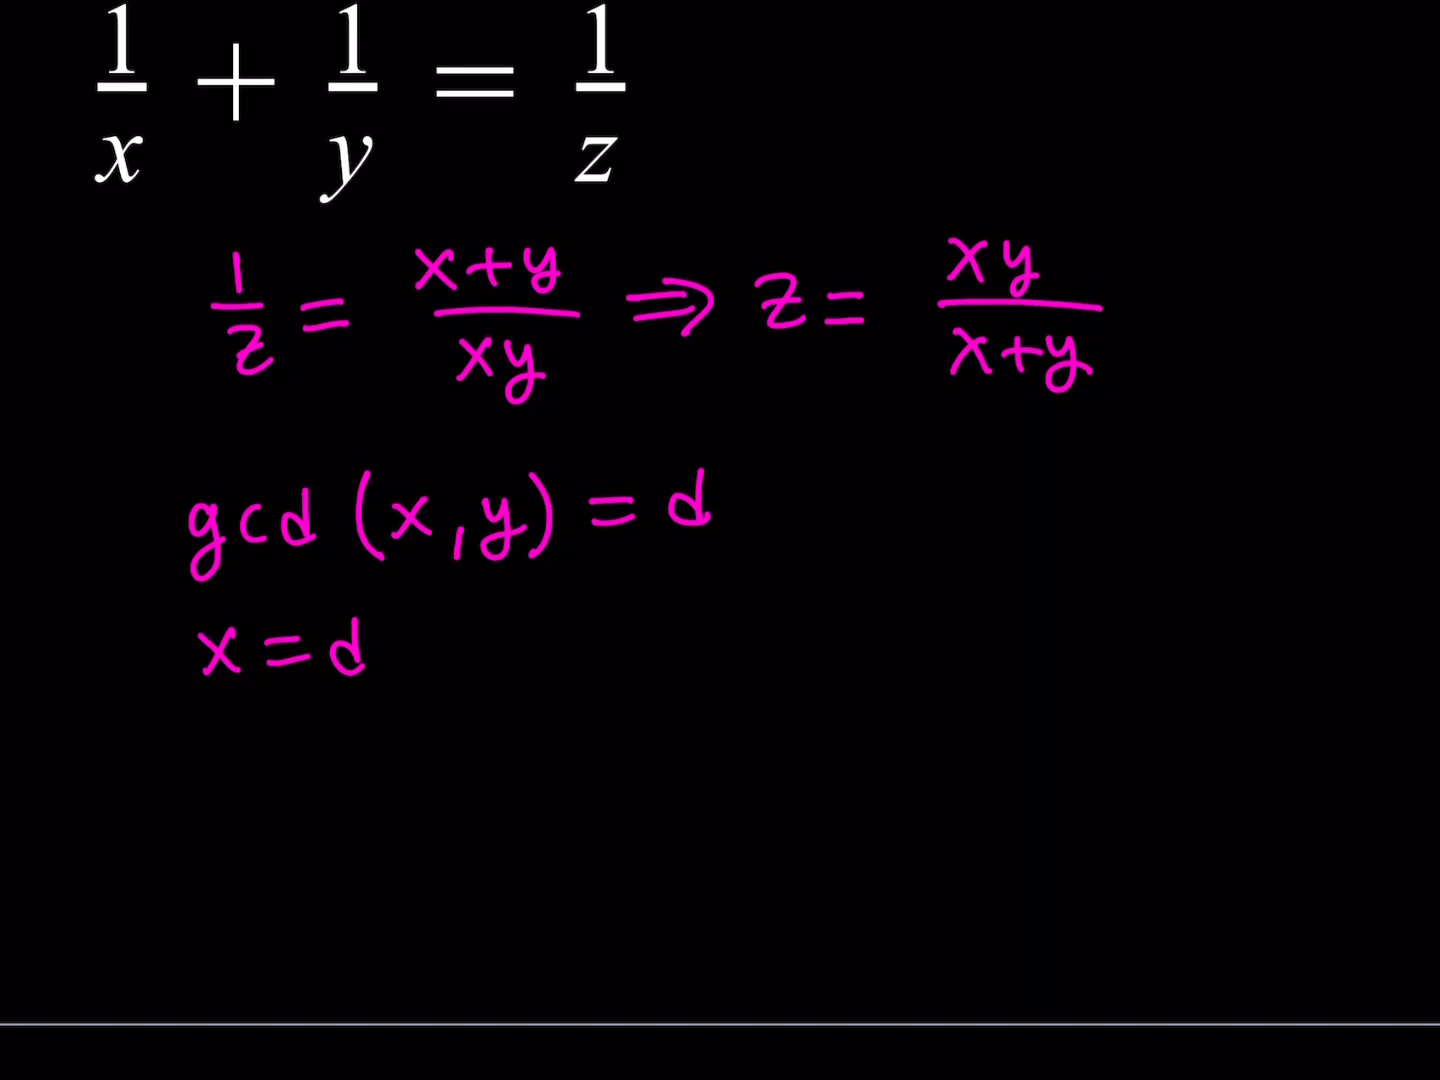 1/x + 1/y = 1/z
1/z = x+y/xy ⇒ z = xy/x+y
gcd (x,y) = d
x = d